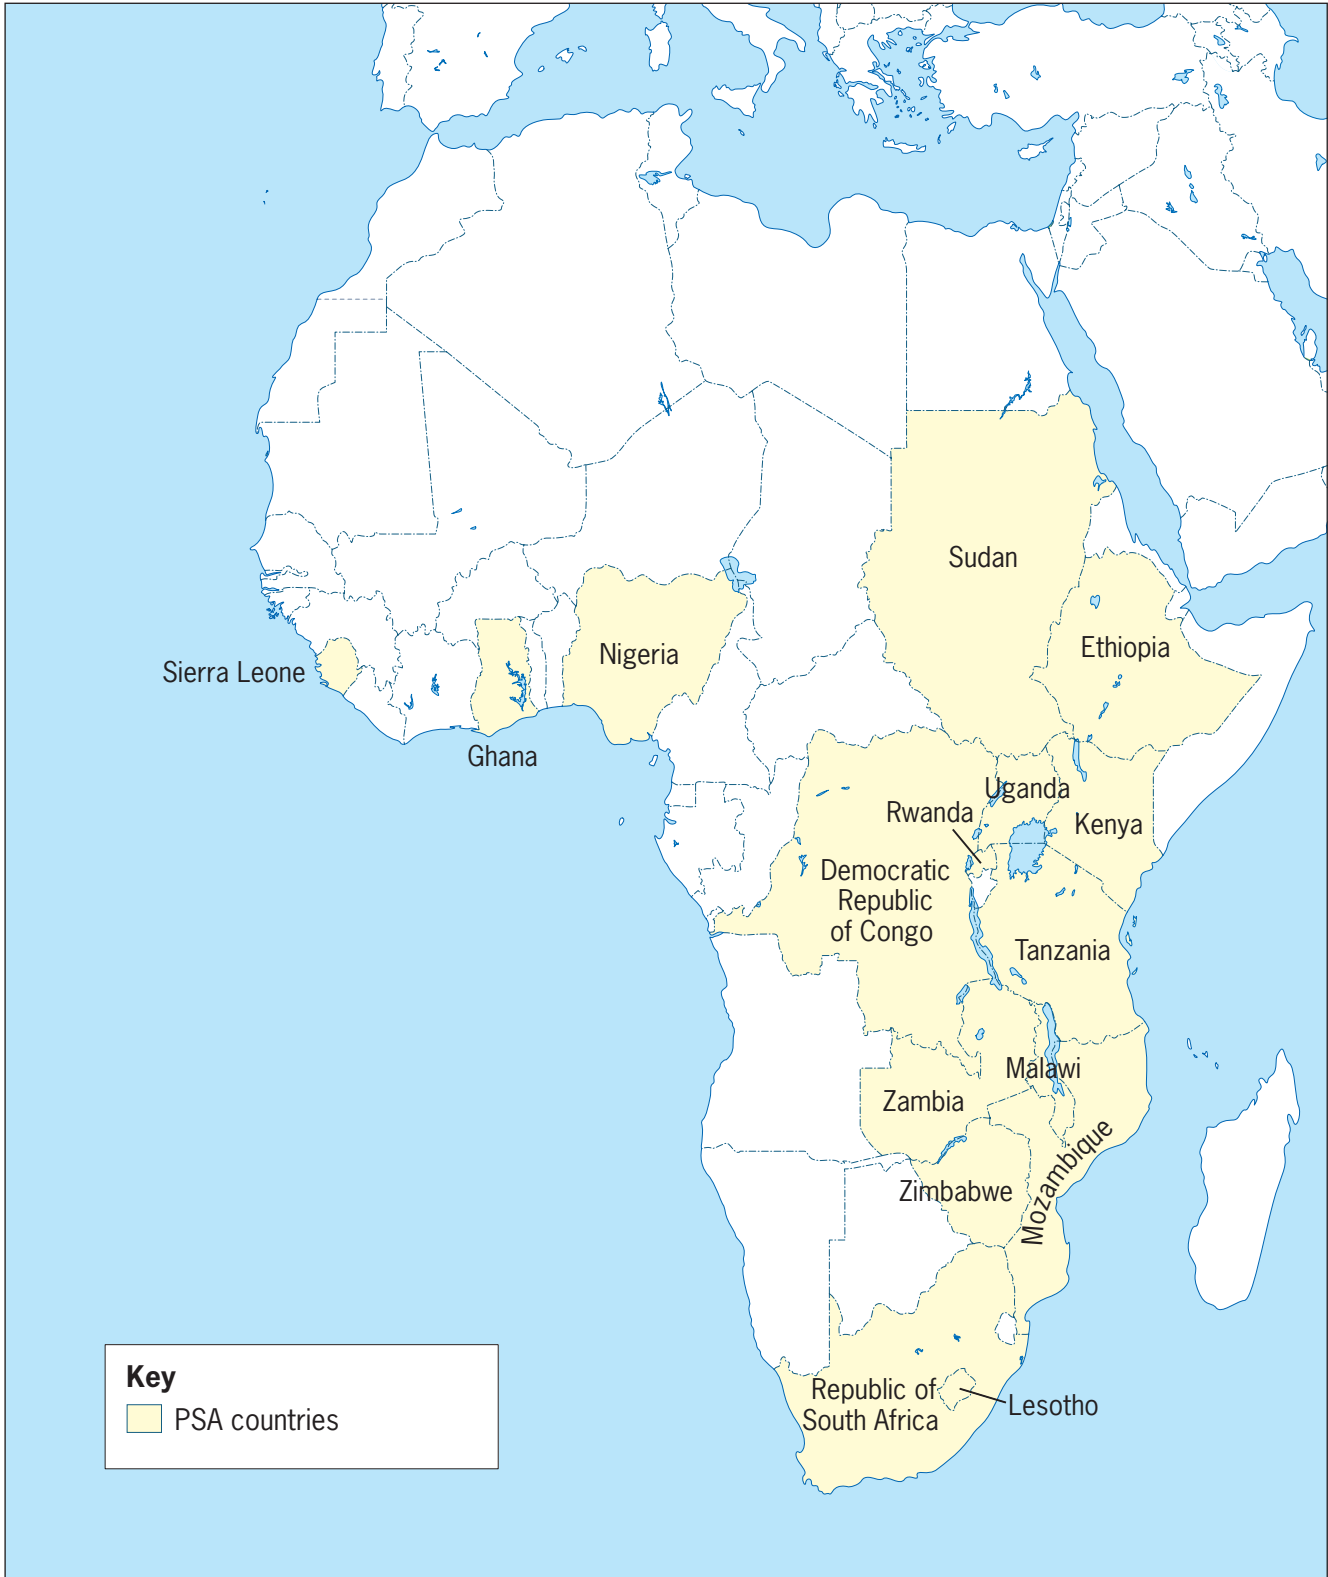 Sudan
Ethiopia
Nigeria
Sierra Leone
Ghana
Uganda
Rwanda
Kenya
Democratic
Republic
of Congo
Tanzania
Malawi
Zambia
Mozambique
Zimbabwe
Republic of
South Africa
Lesotho
Key
PSA countries